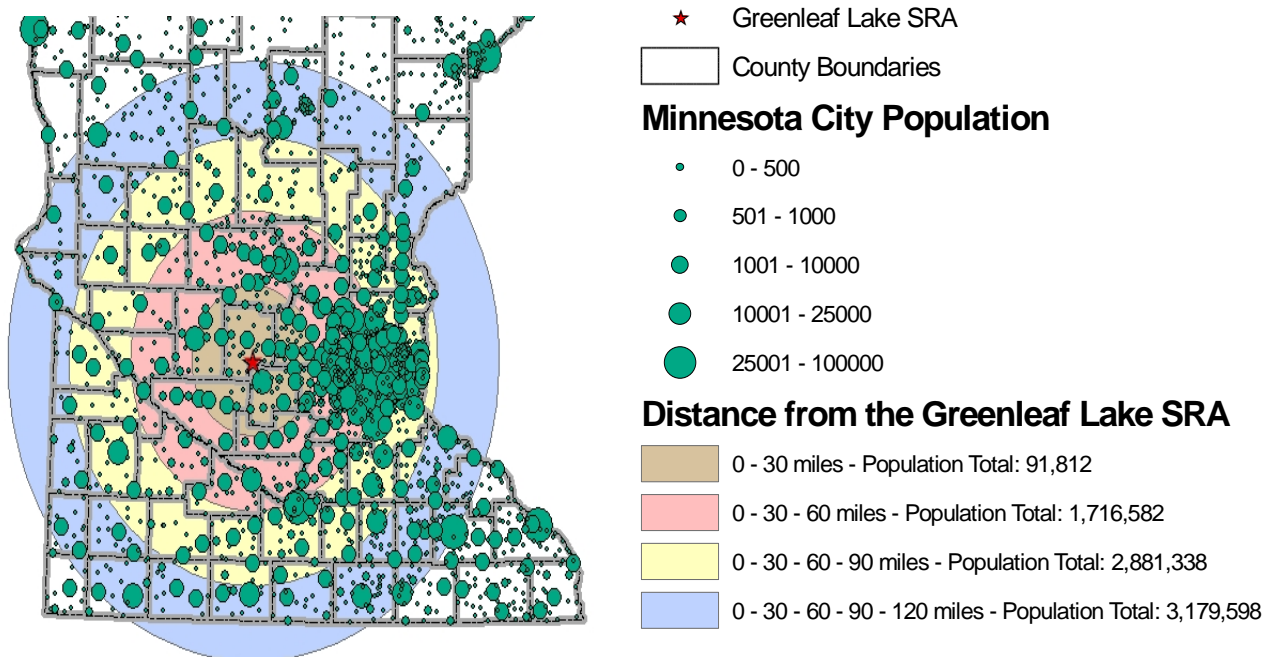 Greenleaf Lake SRA
County Boundaries
Minnesota City Population
0 - 500
501 - 1000
1001 - 10000
10001 - 25000
25001 - 100000
Distance from the Greenleaf Lake SRA
0 - 30 miles - Population Total: 91,812
0 - 30 - 60 miles - Population Total: 1,716,582
0 - 30 - 60 - 90 miles - Population Total: 2,881,338
0 - 30 - 60 - 90 - 120 miles - Population Total: 3,179,598